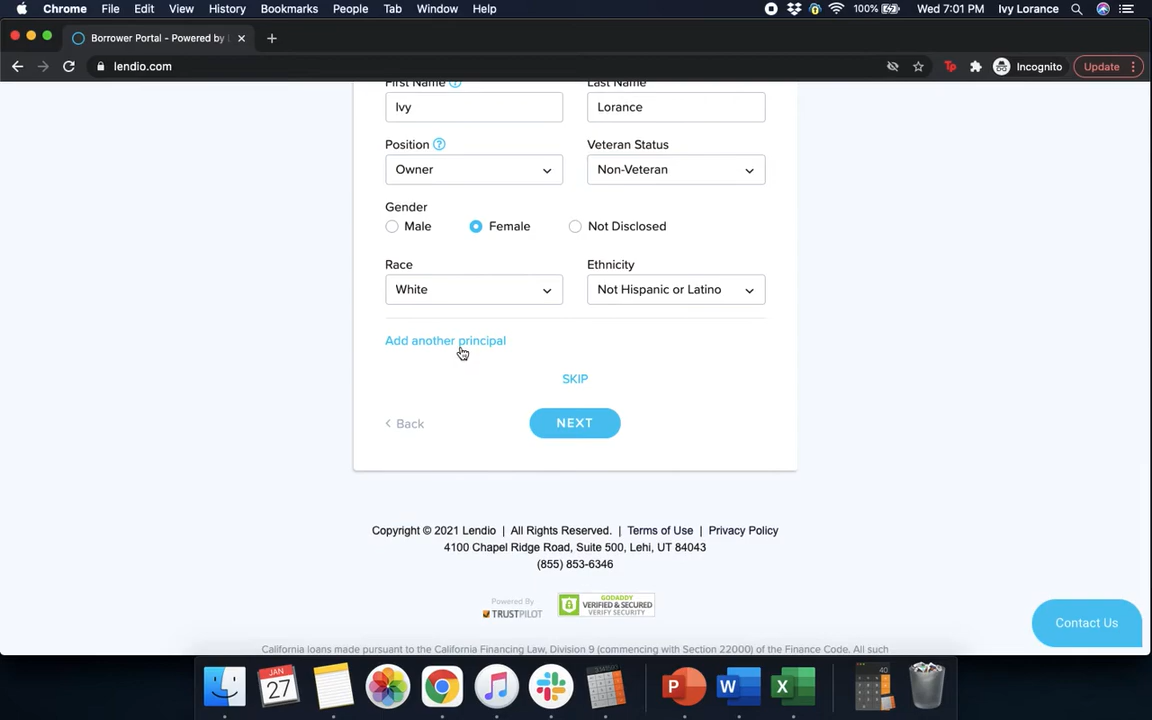 Chrome File Edit View History Bookmarks People Tab Window Help 100% Wed 7:01 PM Ivy Lorance
Borrower Portal - Powered by
lendio.com Incognito Update
First Name Last Name
Ivy Lorance
Position Veteran Status
Owner Non-Veteran
Gender
Male Female Not Disclosed
Race Ethnicity
White Not Hispanic or Latino
Add another principal
SKIP
Back NEXT
Copyright © 2021 Lendio | All Rights Reserved. | Terms of Use | Privacy Policy
4100 Chapel Ridge Road, Suite 500, Lehi, UT 84043
(855) 853-6346
Powered By
TRUSTPILOT
GODADDY
VERIFIED & SECURED
VERIFY SECURITY
Contact Us
California loans made pursuant to the California Financing Law, Division 9 (commencing with Section 22000) of the Finance Code. All such
JAN
27
P W X
40